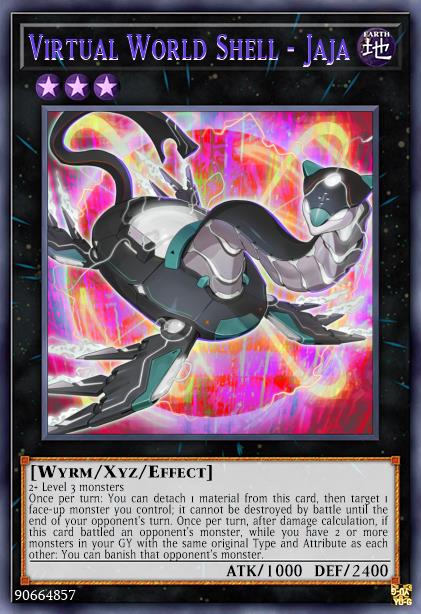 Virtual World Shell - Jaja
EARTH
地
[Wyrm/Xyz/Effect]
2+ Level 3 monsters
Once per turn: You can detach 1 material from this card, then target 1
face-up monster you control; it cannot be destroyed by battle until the
end of your opponent's turn. Once per turn, after damage calculation, if
this card battled an opponent's monster, while you have 2 or more
monsters in your GY with the same original Type and Attribute as each
other: You can banish that opponent's monster.
ATK/1000 DEF/2400
90664857